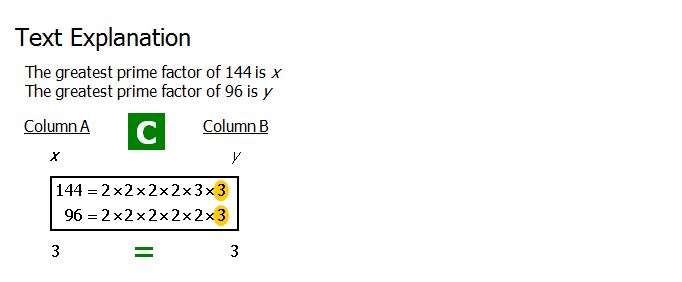 Text Explanation
The greatest prime factor of 144 is x
The greatest prime factor of 96 is y
Column A C Column B
x y
144 = 2×2×2×2×3×3
96 = 2×2×2×2×2×3
3 = 3